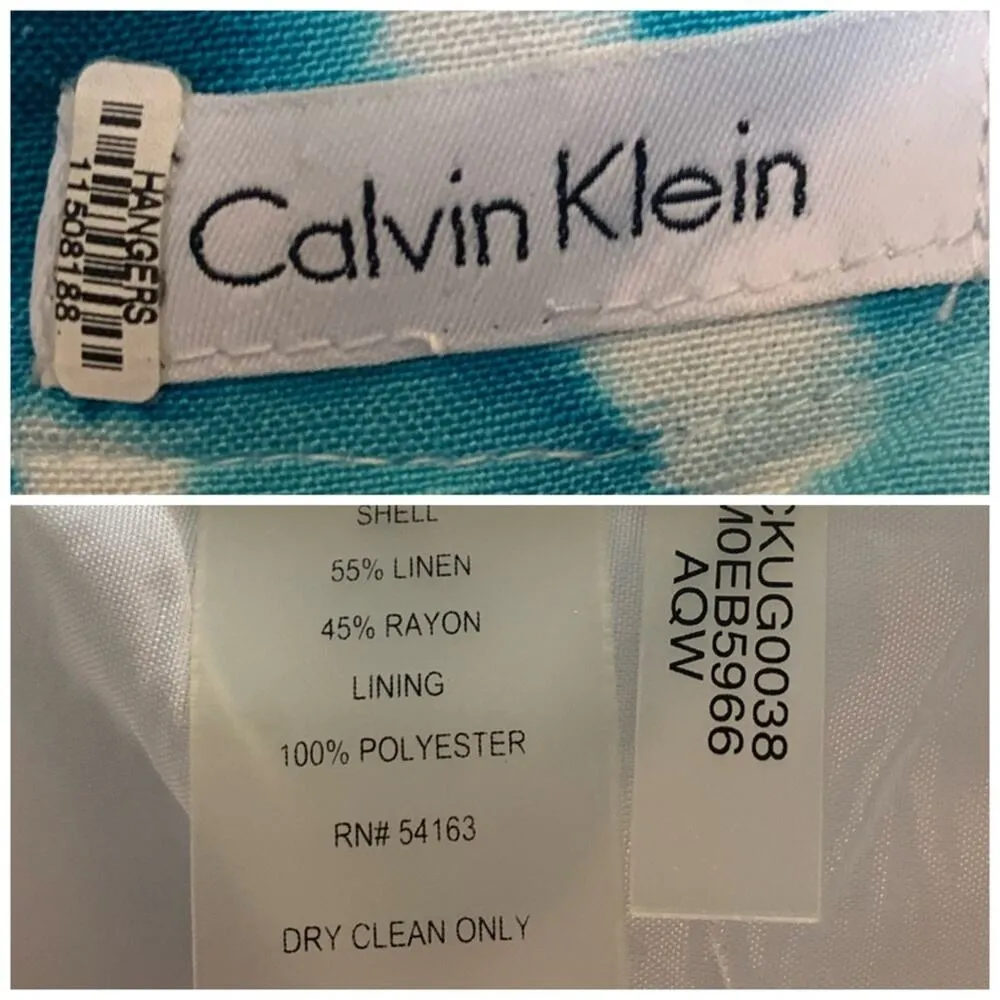 HANGERS
11508188
Calvin Klein
SHELL
55% LINEN
45% RAYON
LINING
100% POLYESTER
RN# 54163
DRY CLEAN ONLY
CKUG0038
M0EB5966
AQW